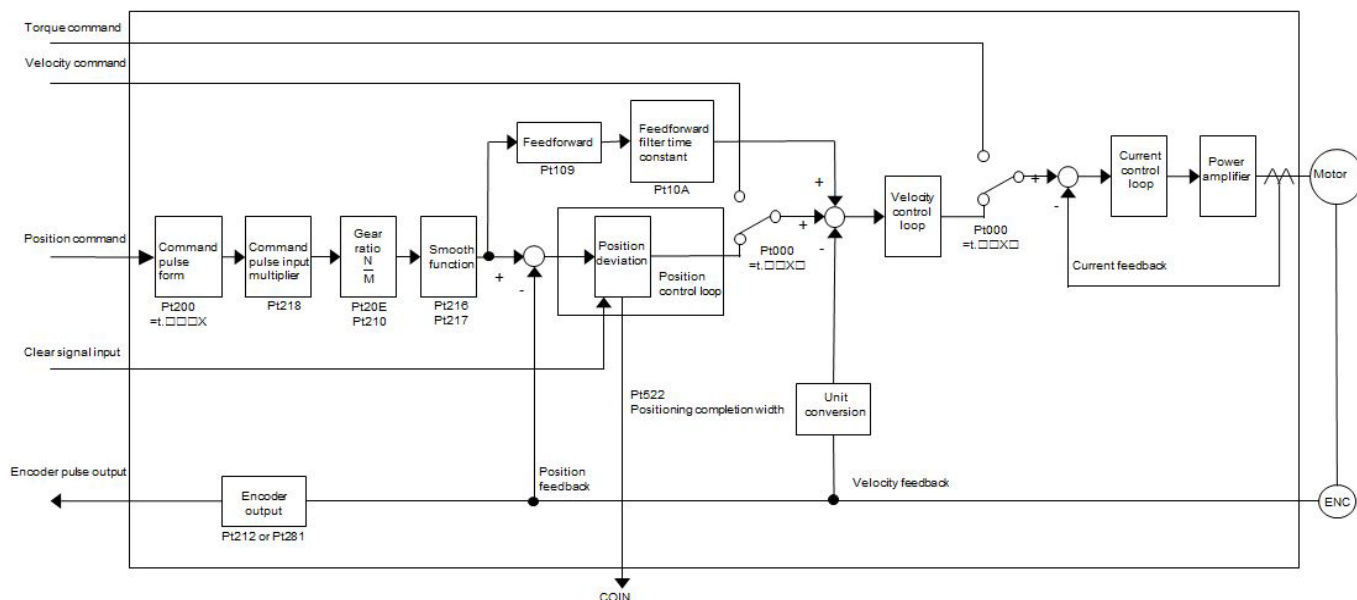 Torque command
Velocity command
Feedforward
Pt109
Feedforward
filter time
constant
Pt10A
+
Velocity
control
loop
+
-
Current
control
loop
Power
amplifier
Motor
Position command
Command
pulse
form
Pt200
=t.□□□X
Command
pulse input
multiplier
Pt218
Gear
ratio
N
M
Pt20E
Pt210
Smooth
function
Pt216
Pt217
+
-
Position
deviation
Position
control loop
Pt000
=t.□□X□
+
-
Pt000
=t.□□X□
Current feedback
Clear signal input
Pt522
Positioning completion width
Unit
conversion
Encoder pulse output
Encoder
output
Pt212 or Pt281
Position
feedback
Velocity feedback
ENC
COIN